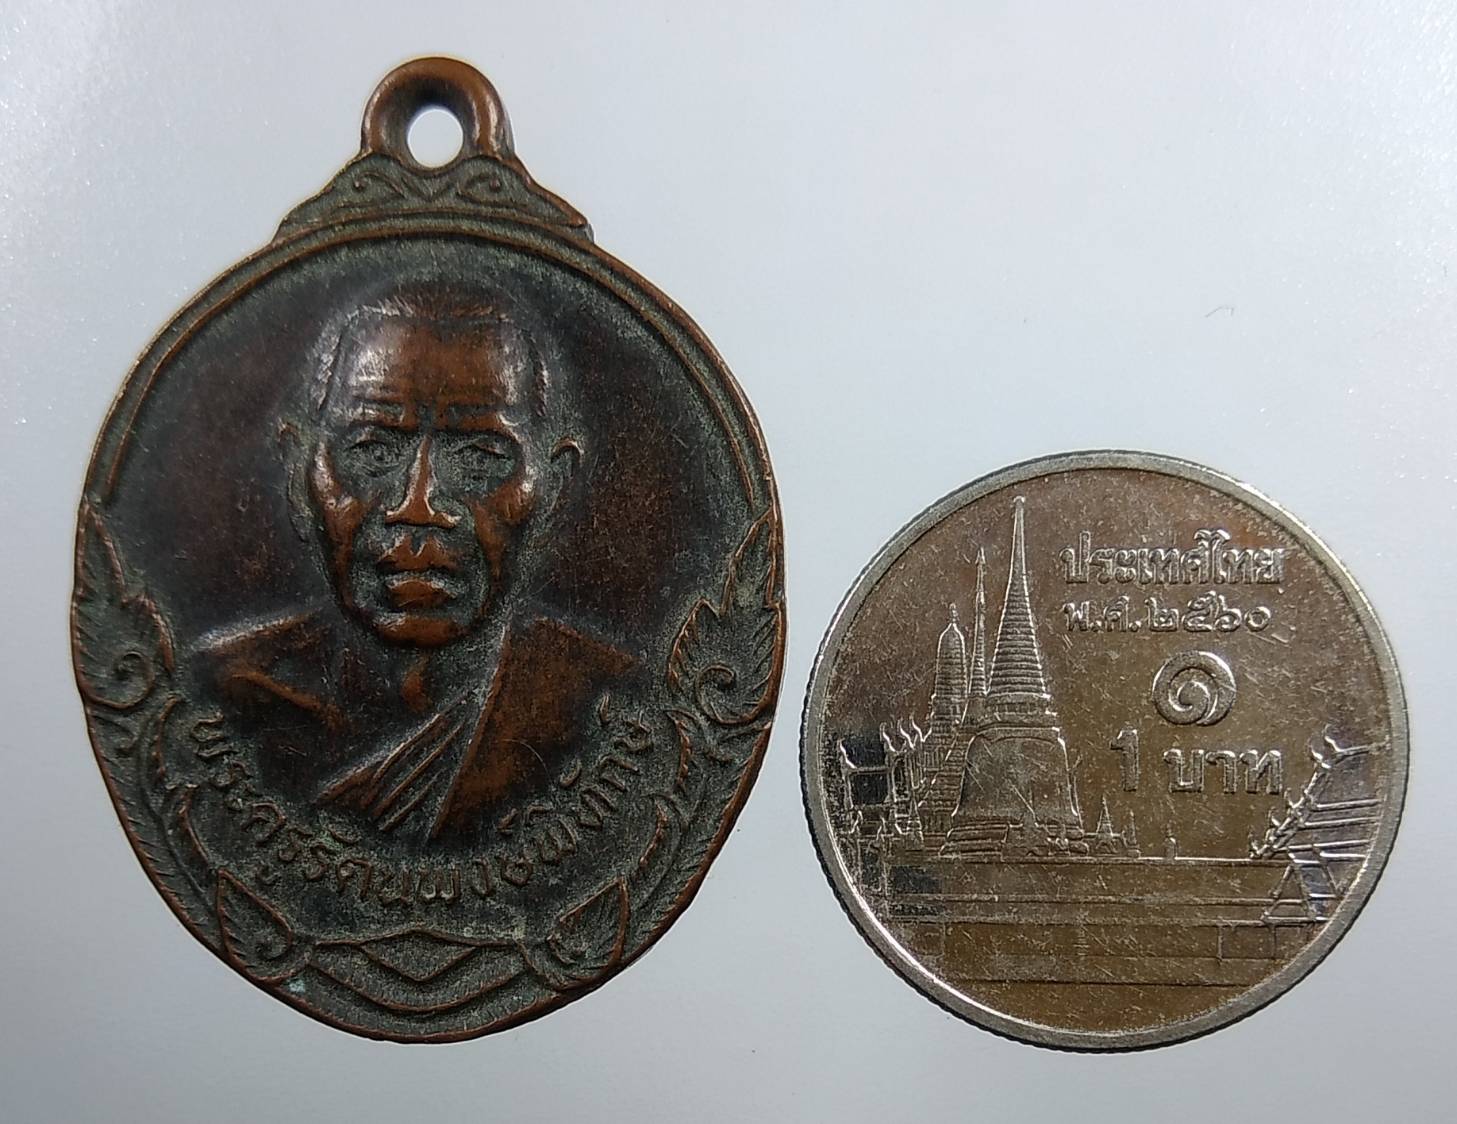 พระครูรัตนพงษ์พิทักษ์
ประเทศไทย
พ.ศ.๒๕๖๐
๑
1 บาท